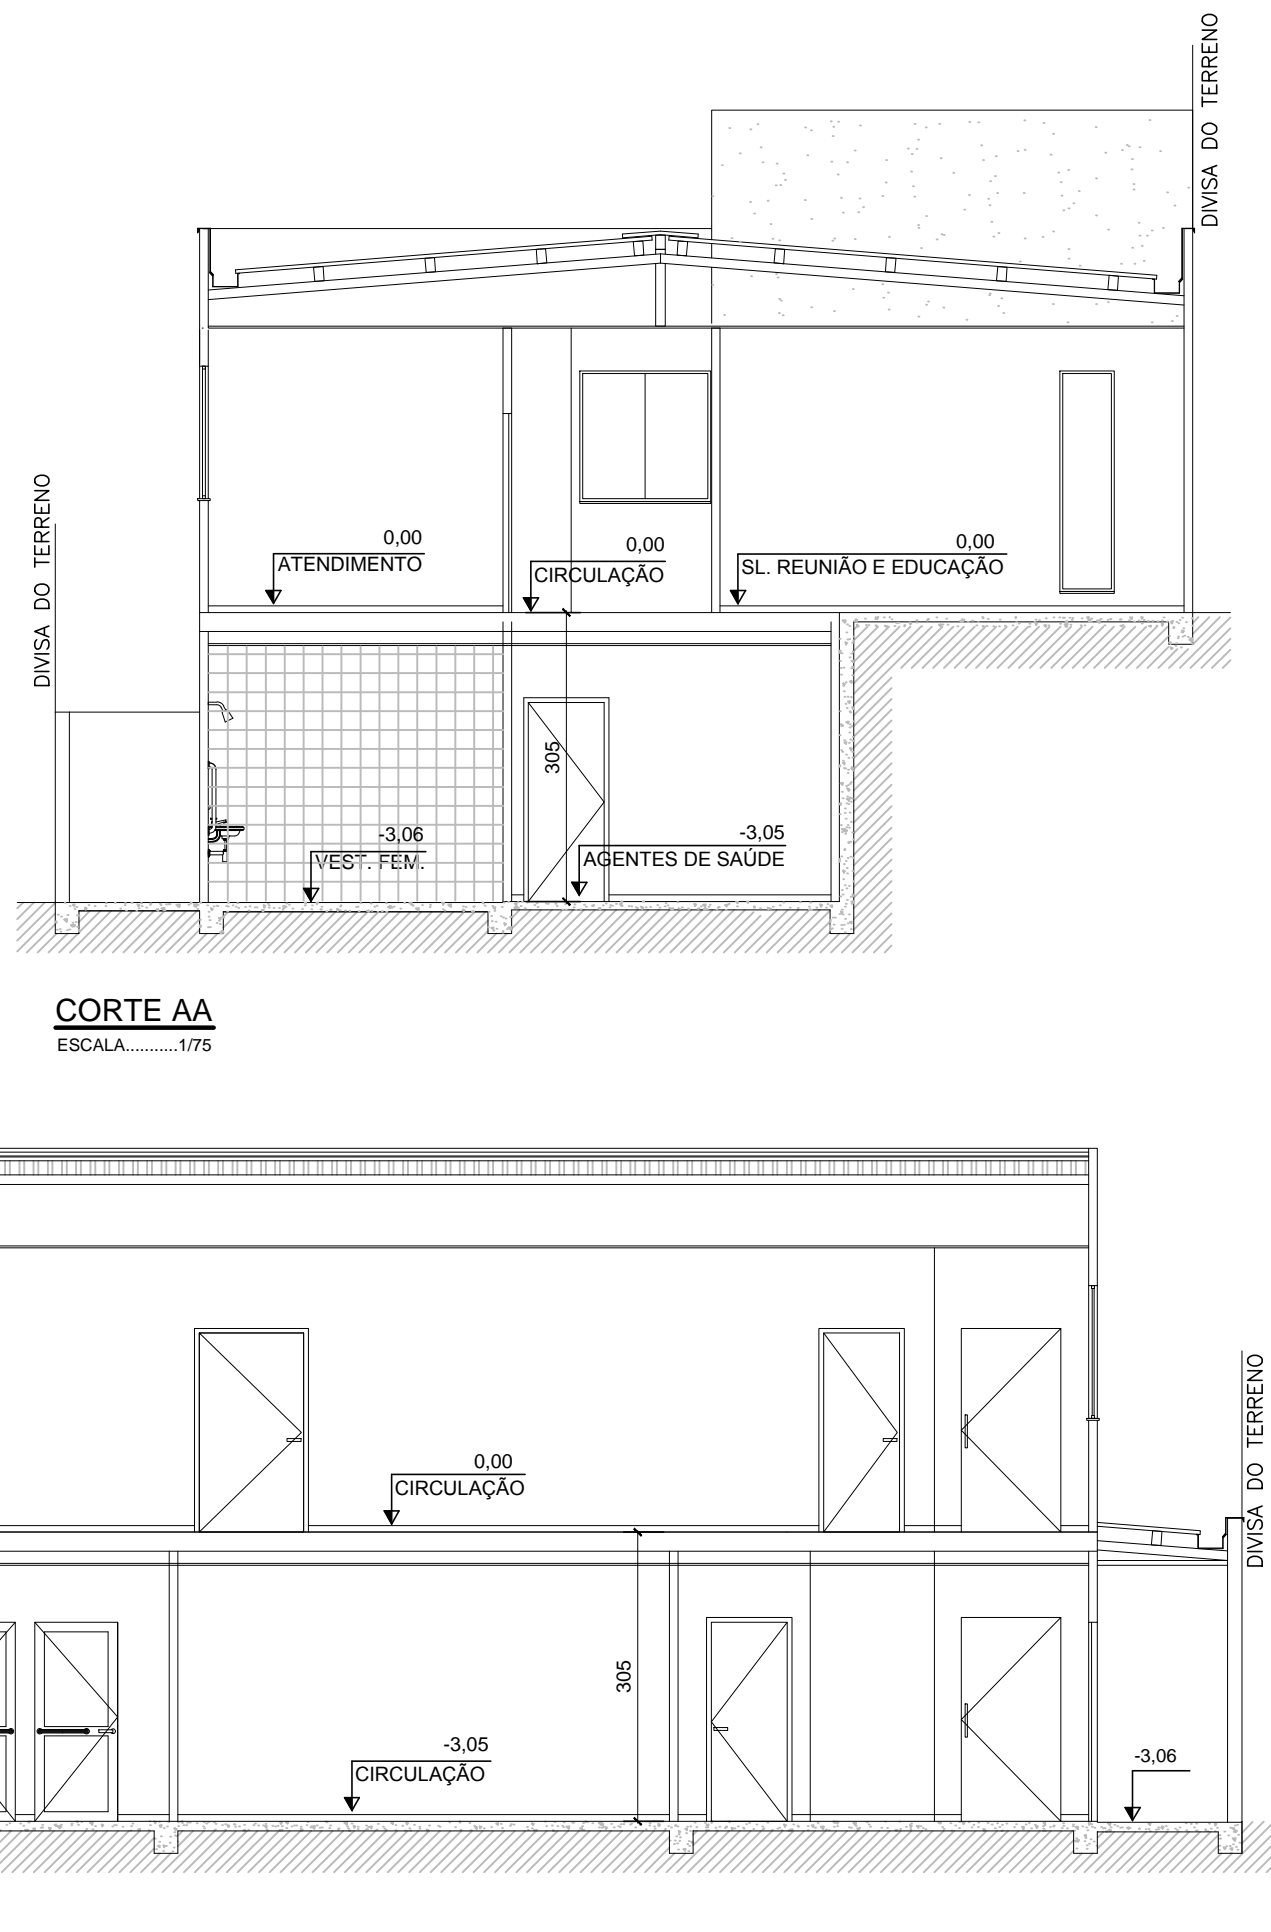 DIVISA DO TERRENO
DIVISA DO TERRENO
0,00
ATENDIMENTO
0,00
CIRCULAÇÃO
0,00
SL. REUNIÃO E EDUCAÇÃO
305
-3,06
VEST. FEM.
-3,05
AGENTES DE SAÚDE
CORTE AA
ESCALA...........1/75
DIVISA DO TERRENO
0,00
CIRCULAÇÃO
305
-3,05
CIRCULAÇÃO
-3,06